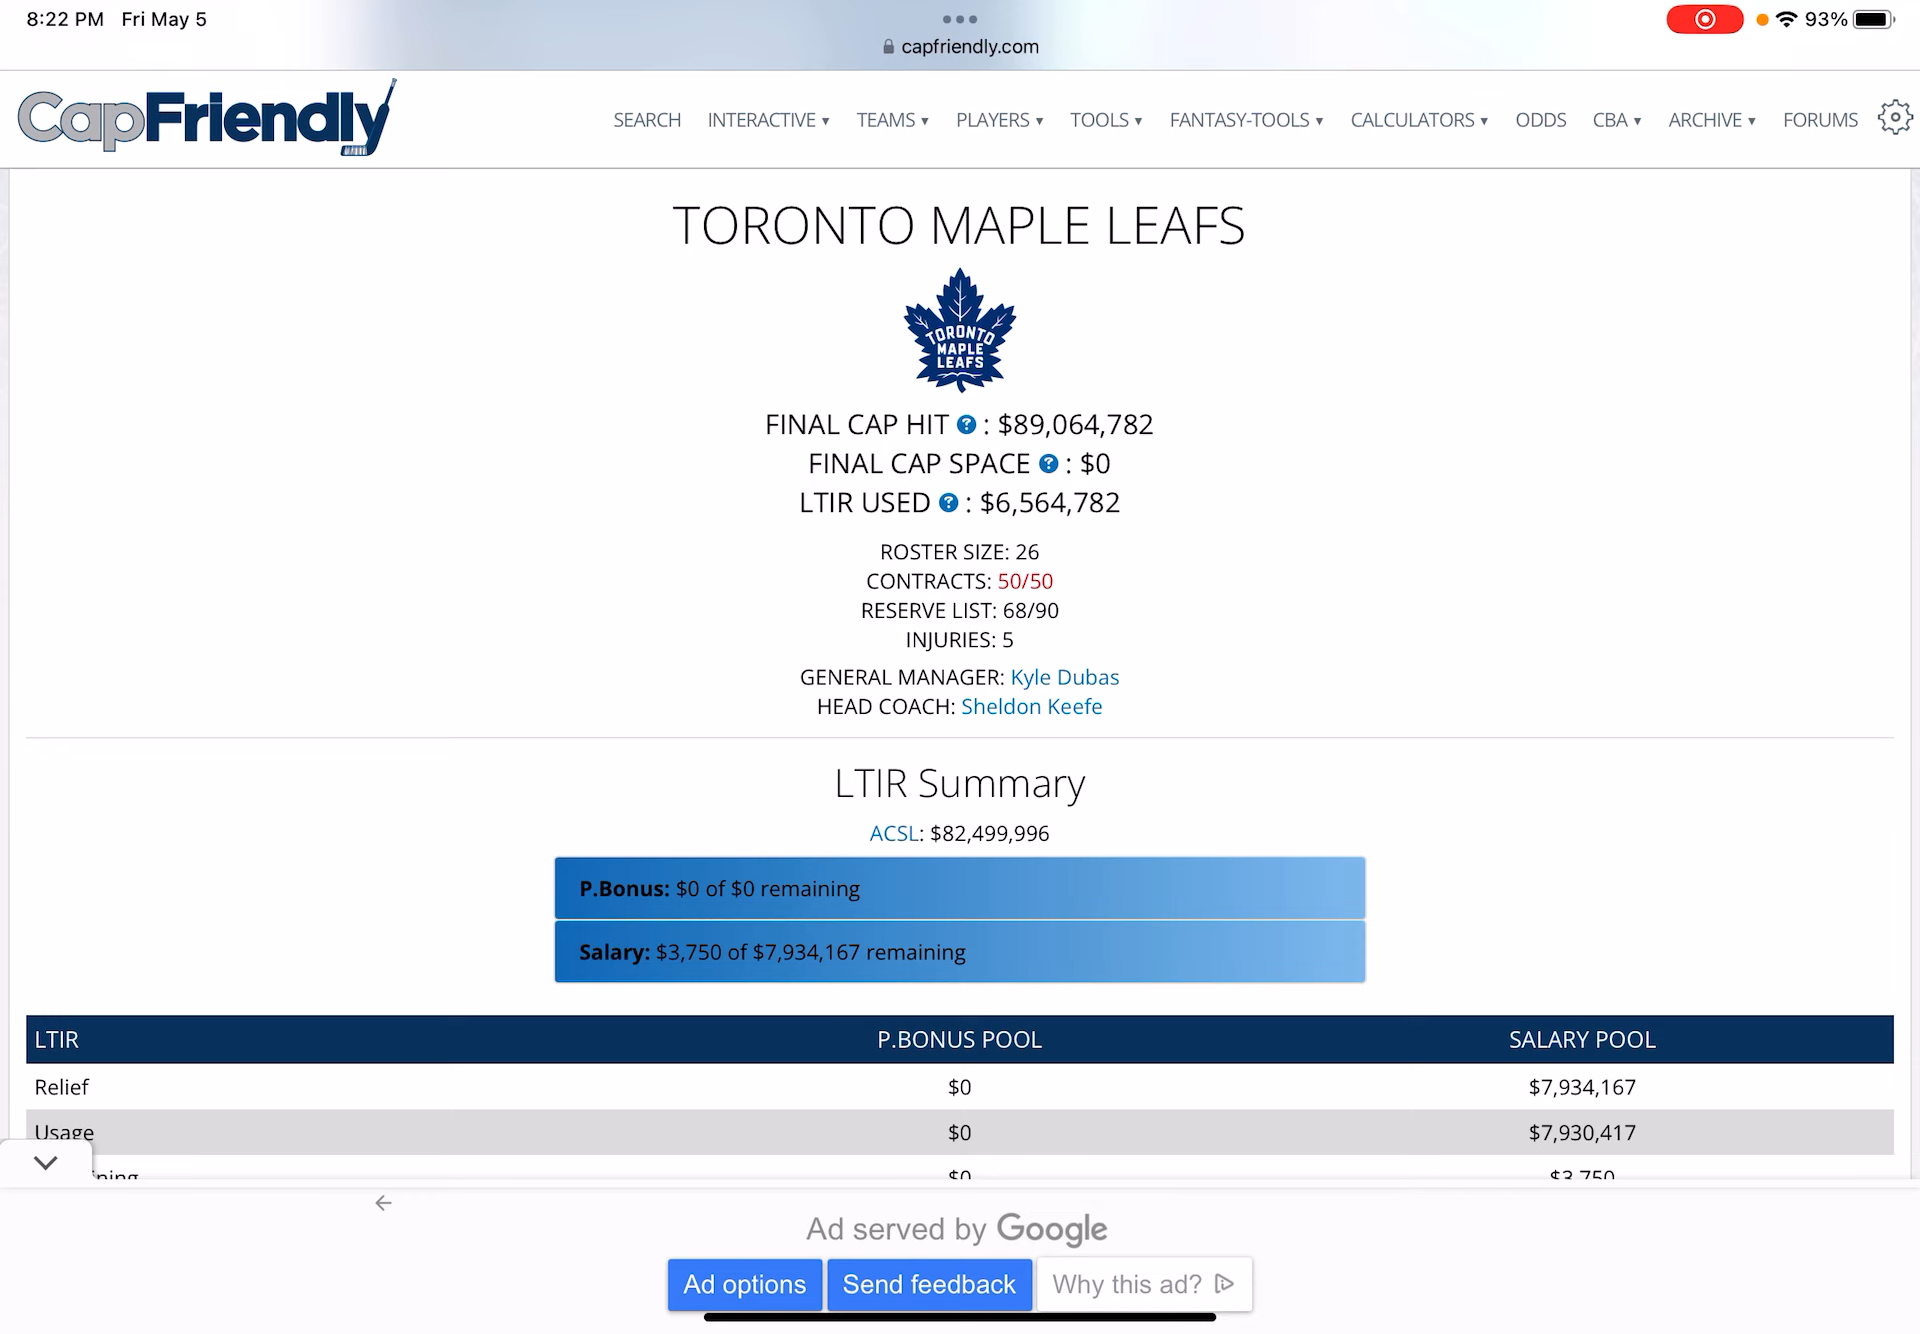 8:22 PM Fri May 5
93%
capfriendly.com
CapFriendly
SEARCH INTERACTIVE ▾ TEAMS ▾ PLAYERS ▾ TOOLS ▾ FANTASY-TOOLS ▾ CALCULATORS ▾ ODDS CBA ▾ ARCHIVE ▾ FORUMS
TORONTO MAPLE LEAFS
TORONTO
MAPLE
LEAFS
FINAL CAP HIT ? : $89,064,782
FINAL CAP SPACE ? : $0
LTIR USED ? : $6,564,782
ROSTER SIZE: 26
CONTRACTS: 50/50
RESERVE LIST: 68/90
INJURIES: 5
GENERAL MANAGER: Kyle Dubas
HEAD COACH: Sheldon Keefe
LTIR Summary
ACSL: $82,499,996
P.Bonus: $0 of $0 remaining
Salary: $3,750 of $7,934,167 remaining
LTIR P.BONUS POOL SALARY POOL
Relief $0 $7,934,167
Usage $0 $7,930,417
$0 $3,750
Ad served by Google
Ad options Send feedback Why this ad?